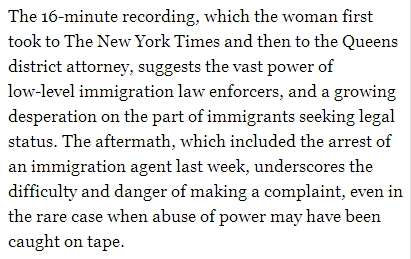 The 16-minute recording, which the woman first
took to The New York Times and then to the Queens
district attorney, suggests the vast power of
low-level immigration law enforcers, and a growing
desperation on the part of immigrants seeking legal
status. The aftermath, which included the arrest of
an immigration agent last week, underscores the
difficulty and danger of making a complaint, even in
the rare case when abuse of power may have been
caught on tape.